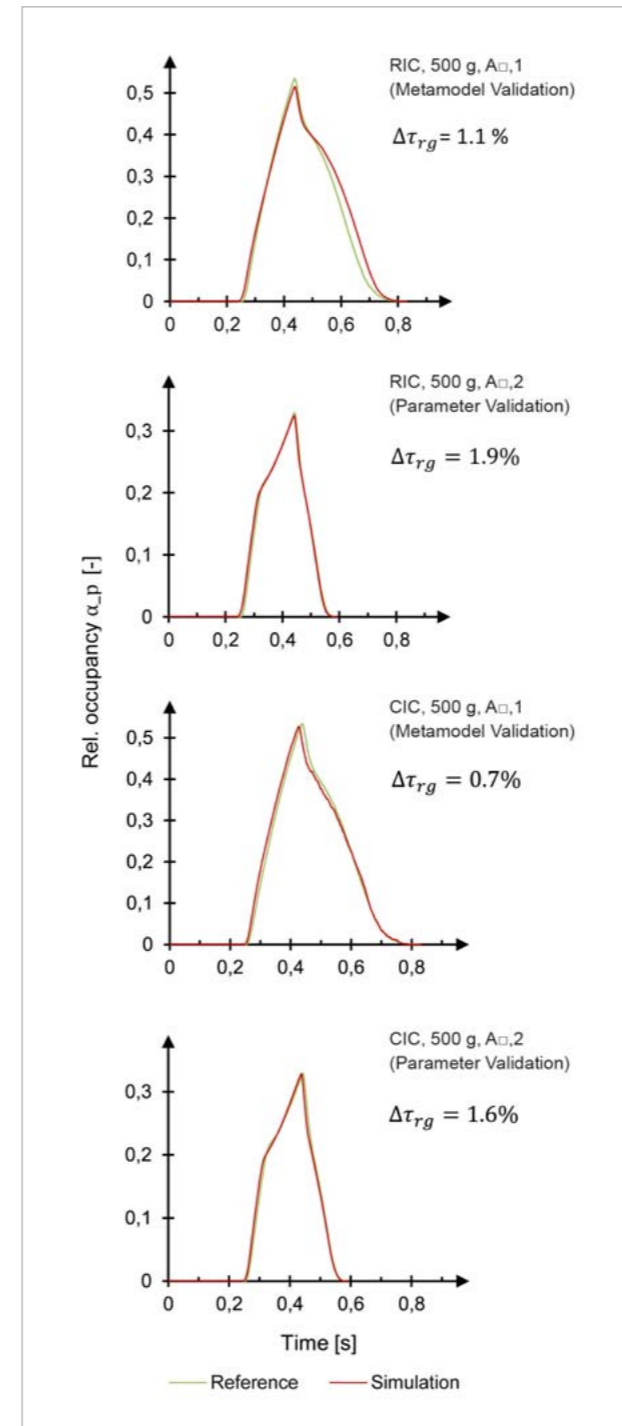 RIC, 500 g, A□,1
(Metamodel Validation)
Δτrg = 1.1 %
0,5
0,4
0,3
0,2
0,1
0
0 0,2 0,4 0,6 0,8
RIC, 500 g, A□,2
(Parameter Validation)
Δτrg = 1.9%
0,3
0,2
0,1
0
0 0,2 0,4 0,6 0,8
Rel. occupancy α_p [-]
CIC, 500 g, A□,1
(Metamodel Validation)
Δτrg = 0.7%
0,5
0,4
0,3
0,2
0,1
0
0 0,2 0,4 0,6 0,8
CIC, 500 g, A□,2
(Parameter Validation)
Δτrg = 1.6%
0,3
0,2
0,1
0
0 0,2 0,4 0,6 0,8
Time [s]
Reference Simulation